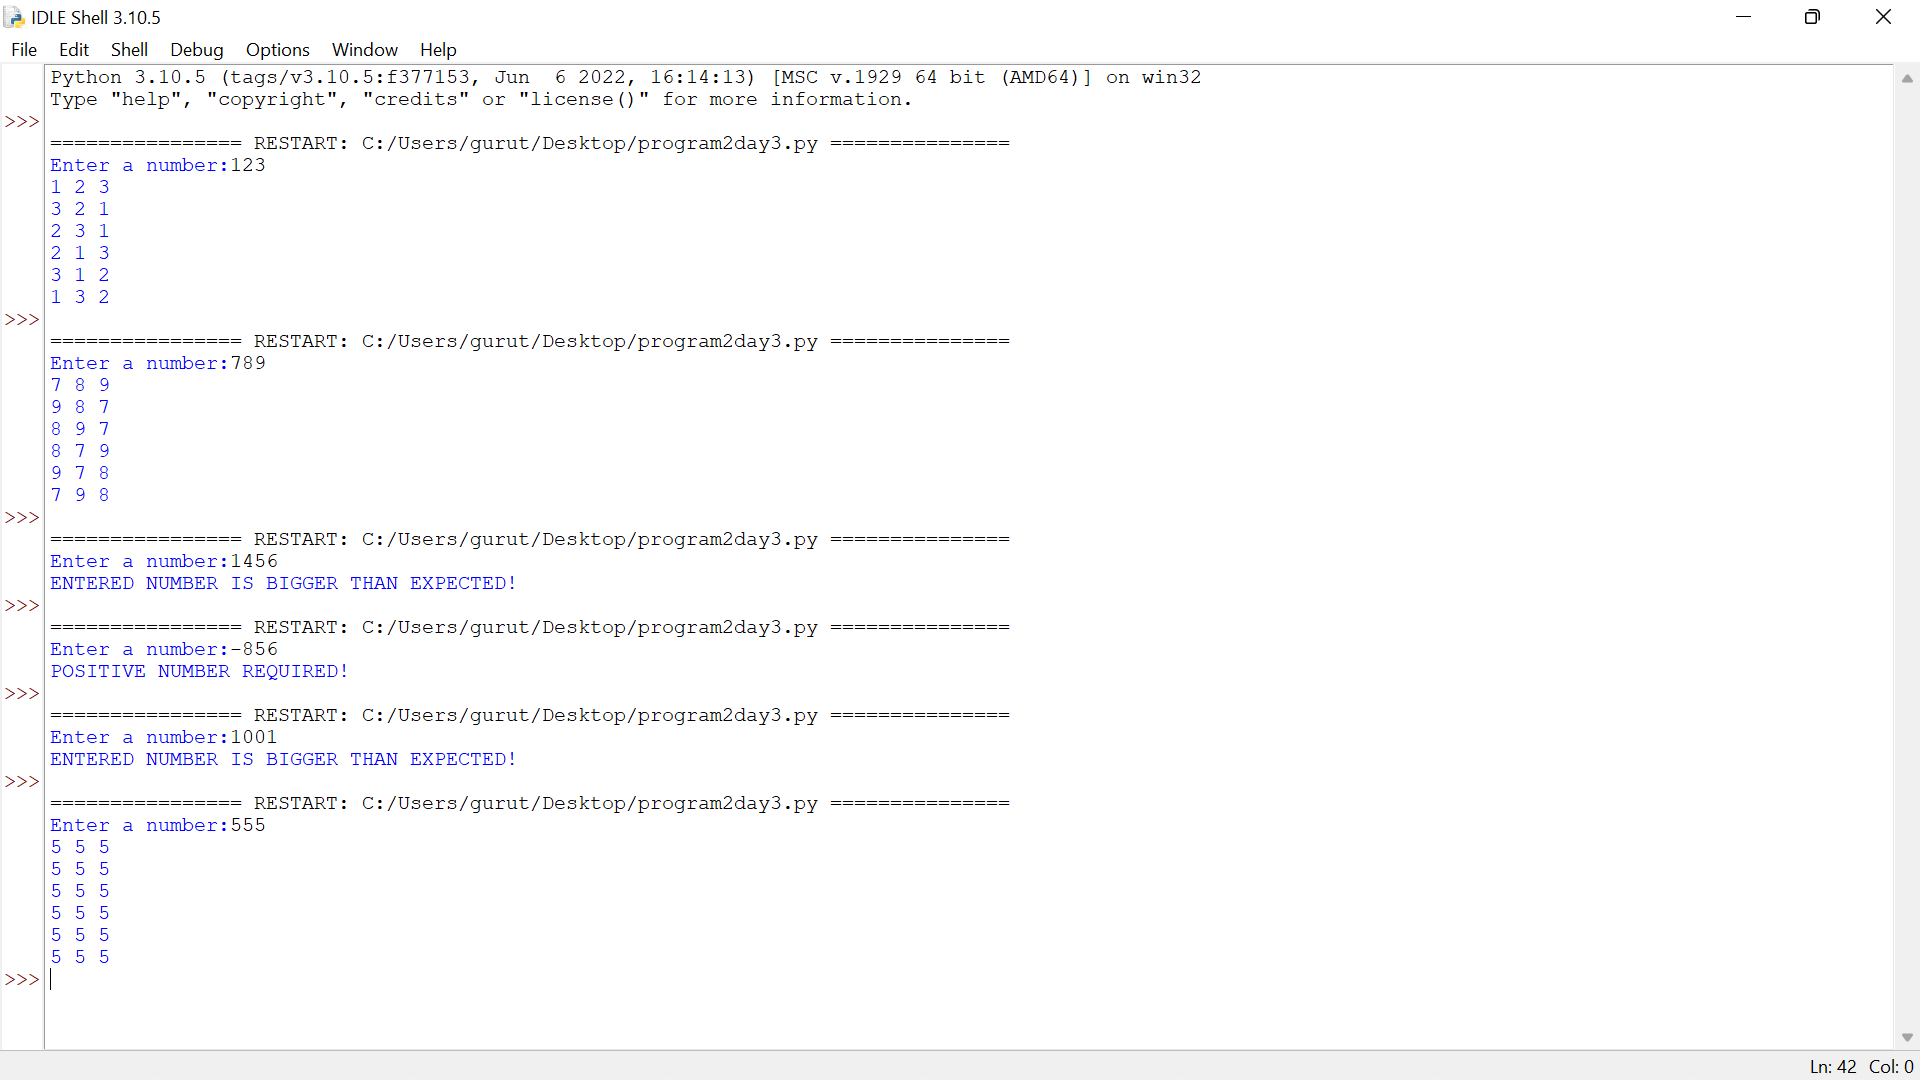 IDLE Shell 3.10.5
File Edit Shell Debug Options Window Help
Python 3.10.5 (tags/v3.10.5:f377153, Jun  6 2022, 16:14:13) [MSC v.1929 64 bit (AMD64)] on win32
Type "help", "copyright", "credits" or "license()" for more information.
>>>
================ RESTART: C:/Users/gurut/Desktop/program2day3.py ===============
Enter a number:123
1 2 3
3 2 1
2 3 1
2 1 3
3 1 2
1 3 2
>>>
================ RESTART: C:/Users/gurut/Desktop/program2day3.py ===============
Enter a number:789
7 8 9
9 8 7
8 9 7
8 7 9
9 7 8
7 9 8
>>>
================ RESTART: C:/Users/gurut/Desktop/program2day3.py ===============
Enter a number:1456
ENTERED NUMBER IS BIGGER THAN EXPECTED!
>>>
================ RESTART: C:/Users/gurut/Desktop/program2day3.py ===============
Enter a number:-856
POSITIVE NUMBER REQUIRED!
>>>
================ RESTART: C:/Users/gurut/Desktop/program2day3.py ===============
Enter a number:1001
ENTERED NUMBER IS BIGGER THAN EXPECTED!
>>>
================ RESTART: C:/Users/gurut/Desktop/program2day3.py ===============
Enter a number:555
5 5 5
5 5 5
5 5 5
5 5 5
5 5 5
5 5 5
>>>
Ln: 42 Col: 0